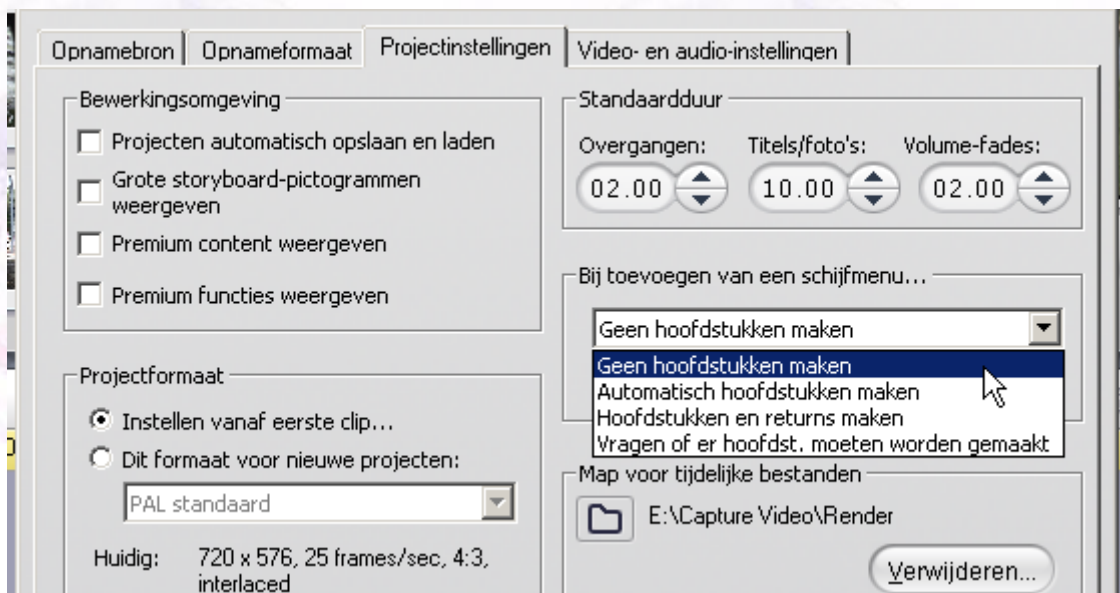 Opnamebron
Opnameformaat
Projectinstellingen
Video- en audio-instellingen
Bewerkingsomgeving
Projecten automatisch opslaan en laden
Grote storyboard-pictogrammen
weergeven
Premium content weergeven
Premium functies weergeven
Projectformaat
Instellen vanaf eerste clip...
Dit formaat voor nieuwe projecten:
PAL standaard
Huidig: 720 x 576, 25 frames/sec, 4:3,
interlaced
Standaardduur
Overgangen: Titels/foto's: Volume-fades:
02.00 10.00 02.00
Bij toevoegen van een schijfmenu...
Geen hoofdstukken maken
Geen hoofdstukken maken
Automatisch hoofdstukken maken
Hoofdstukken en returns maken
Vragen of er hoofdst. moeten worden gemaakt
Map voor tijdelijke bestanden
E:\Capture Video\Render
Verwijderen...